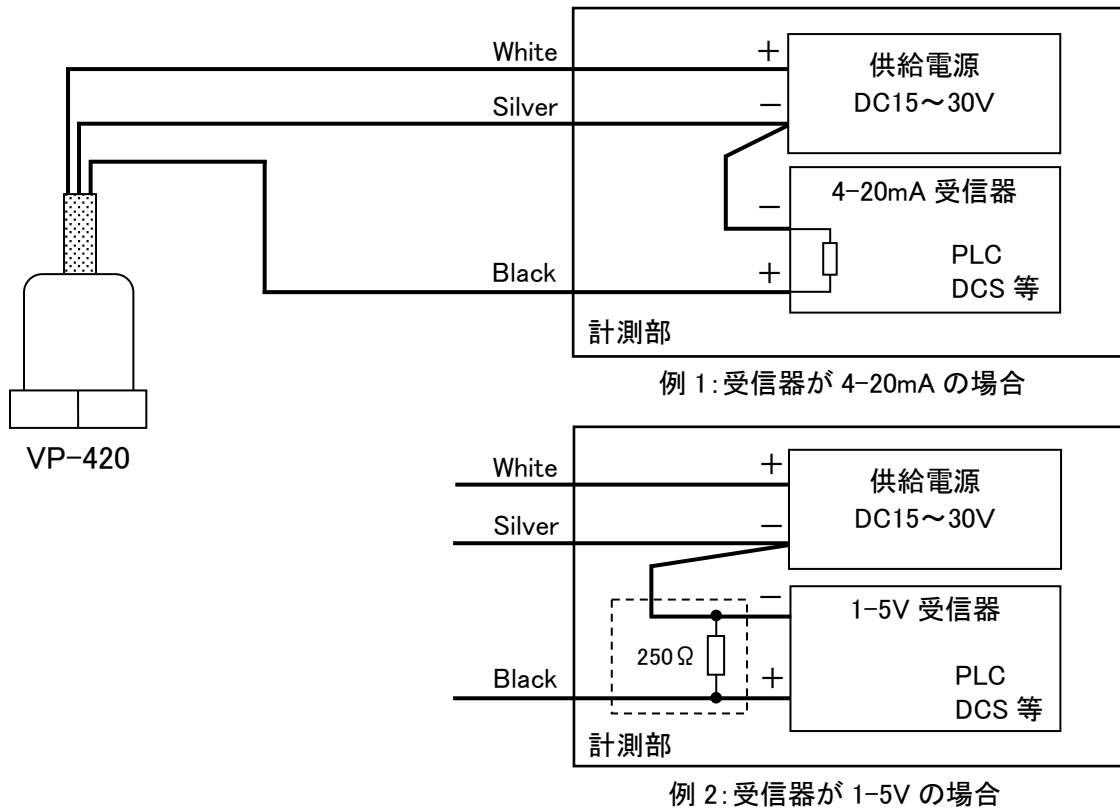 White
+
供給電源
DC15~30V
Silver
−
4-20mA 受信器
−
PLC
DCS 等
Black
+
計測部
例 1:受信器が 4-20mA の場合
VP-420
White
+
供給電源
DC15~30V
Silver
−
1-5V 受信器
−
250Ω
PLC
DCS 等
Black
+
計測部
例 2:受信器が 1-5V の場合